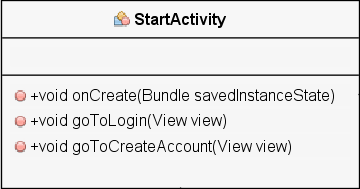 StartActivity
+void onCreate(Bundle savedInstanceState)
+void goToLogin(View view)
+void goToCreateAccount(View view)